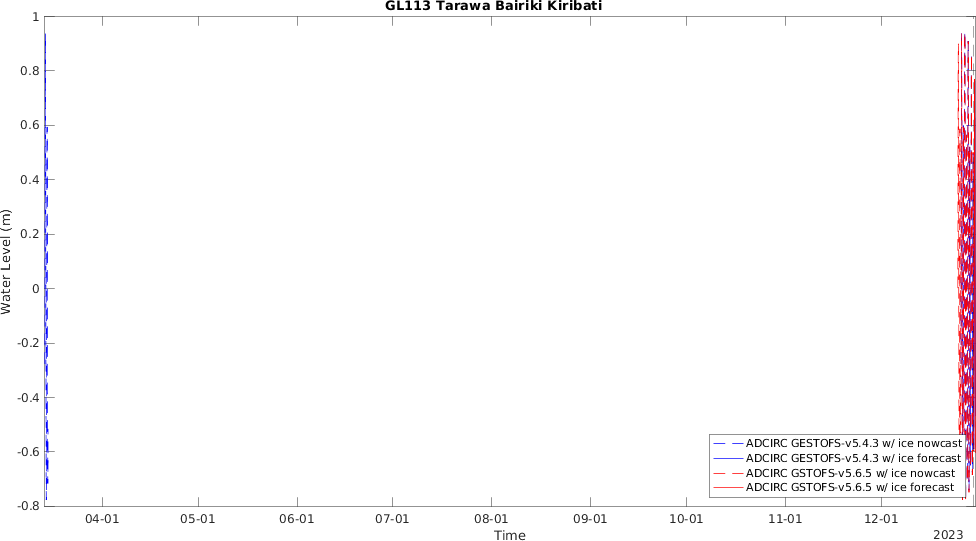 GL113 Tarawa Bairiki Kiribati
1
0.8
0.6
0.4
0.2
0
-0.2
-0.4
-0.6
-0.8
Water Level (m)
ADCIRC GESTOFS-v5.4.3 w/ ice nowcast
ADCIRC GESTOFS-v5.4.3 w/ ice forecast
ADCIRC GSTOFS-v5.6.5 w/ ice nowcast
ADCIRC GSTOFS-v5.6.5 w/ ice forecast
04-01 05-01 06-01 07-01 08-01 09-01 10-01 11-01 12-01
Time
2023